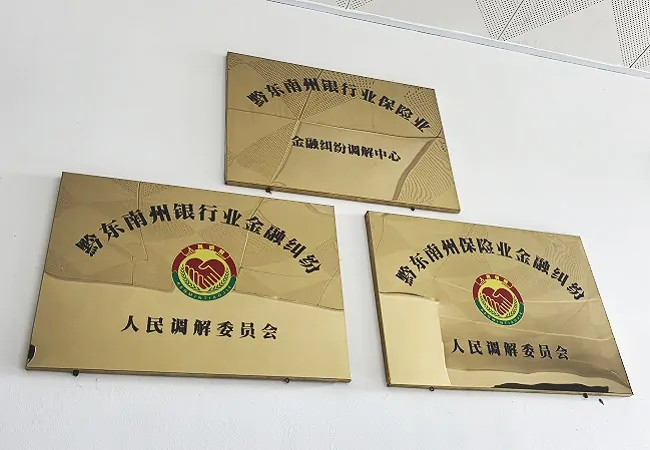 黔东南州银行业保险业
金融纠纷调解中心
黔东南州银行业金融纠纷
人民调解委员会
黔东南州保险业金融纠纷
人民调解委员会